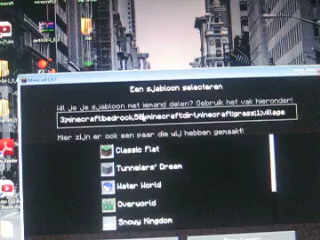 Een sjabloon selecteren
Wil je je sjabloon met iemand delen? Gebruik het vak hieronder!
3;minecraft:bedrock,58*minecraft:dirt,minecraft:grass;1;village
Hier zijn er ook een paar die wij hebben gemaakt!
Classic Flat
Tunnelers' Dream
Water World
Overworld
Snowy Kingdom